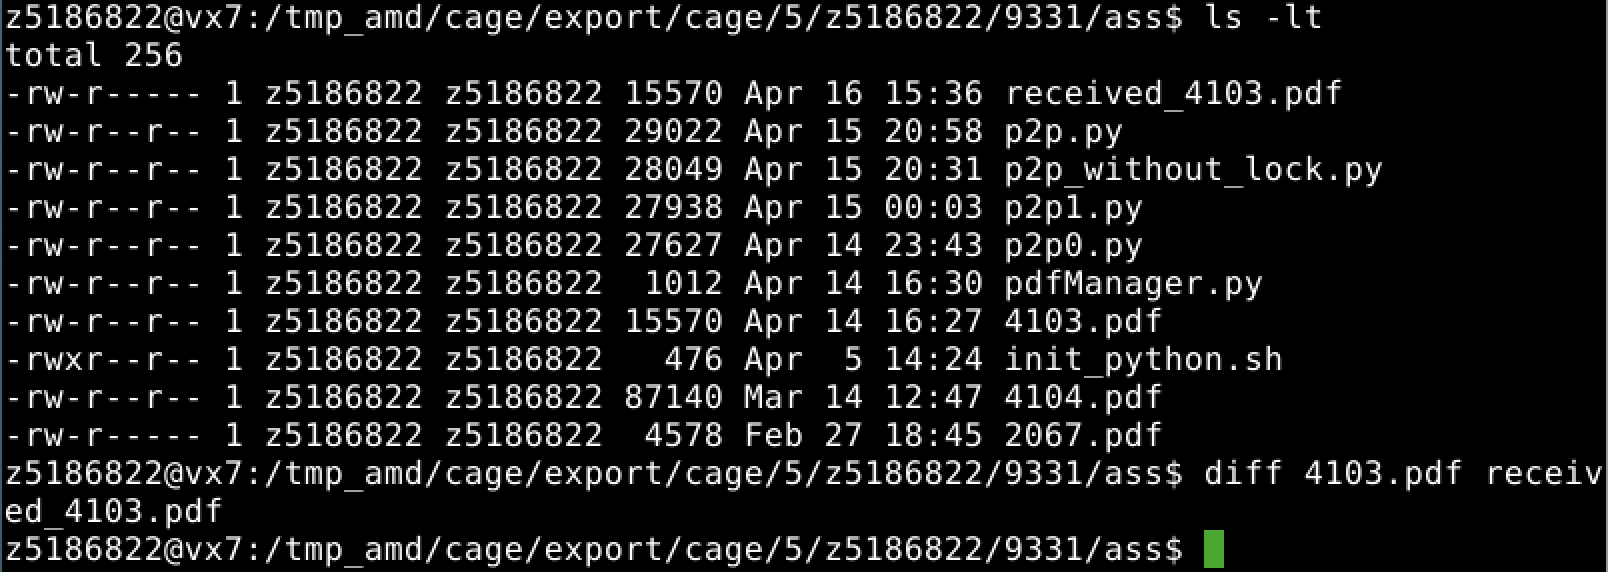 z5186822@vx7:/tmp_amd/cage/export/cage/5/z5186822/9331/ass$ ls -lt
total 256
-rw-r----- 1 z5186822 z5186822 15570 Apr 16 15:36 received_4103.pdf
-rw-r--r-- 1 z5186822 z5186822 29022 Apr 15 20:58 p2p.py
-rw-r--r-- 1 z5186822 z5186822 28049 Apr 15 20:31 p2p_without_lock.py
-rw-r--r-- 1 z5186822 z5186822 27938 Apr 15 00:03 p2p1.py
-rw-r--r-- 1 z5186822 z5186822 27627 Apr 14 23:43 p2p0.py
-rw-r--r-- 1 z5186822 z5186822  1012 Apr 14 16:30 pdfManager.py
-rw-r--r-- 1 z5186822 z5186822 15570 Apr 14 16:27 4103.pdf
-rwxr--r-- 1 z5186822 z5186822   476 Apr  5 14:24 init_python.sh
-rw-r--r-- 1 z5186822 z5186822 87140 Mar 14 12:47 4104.pdf
-rw-r----- 1 z5186822 z5186822  4578 Feb 27 18:45 2067.pdf
z5186822@vx7:/tmp_amd/cage/export/cage/5/z5186822/9331/ass$ diff 4103.pdf receiv
ed_4103.pdf
z5186822@vx7:/tmp_amd/cage/export/cage/5/z5186822/9331/ass$